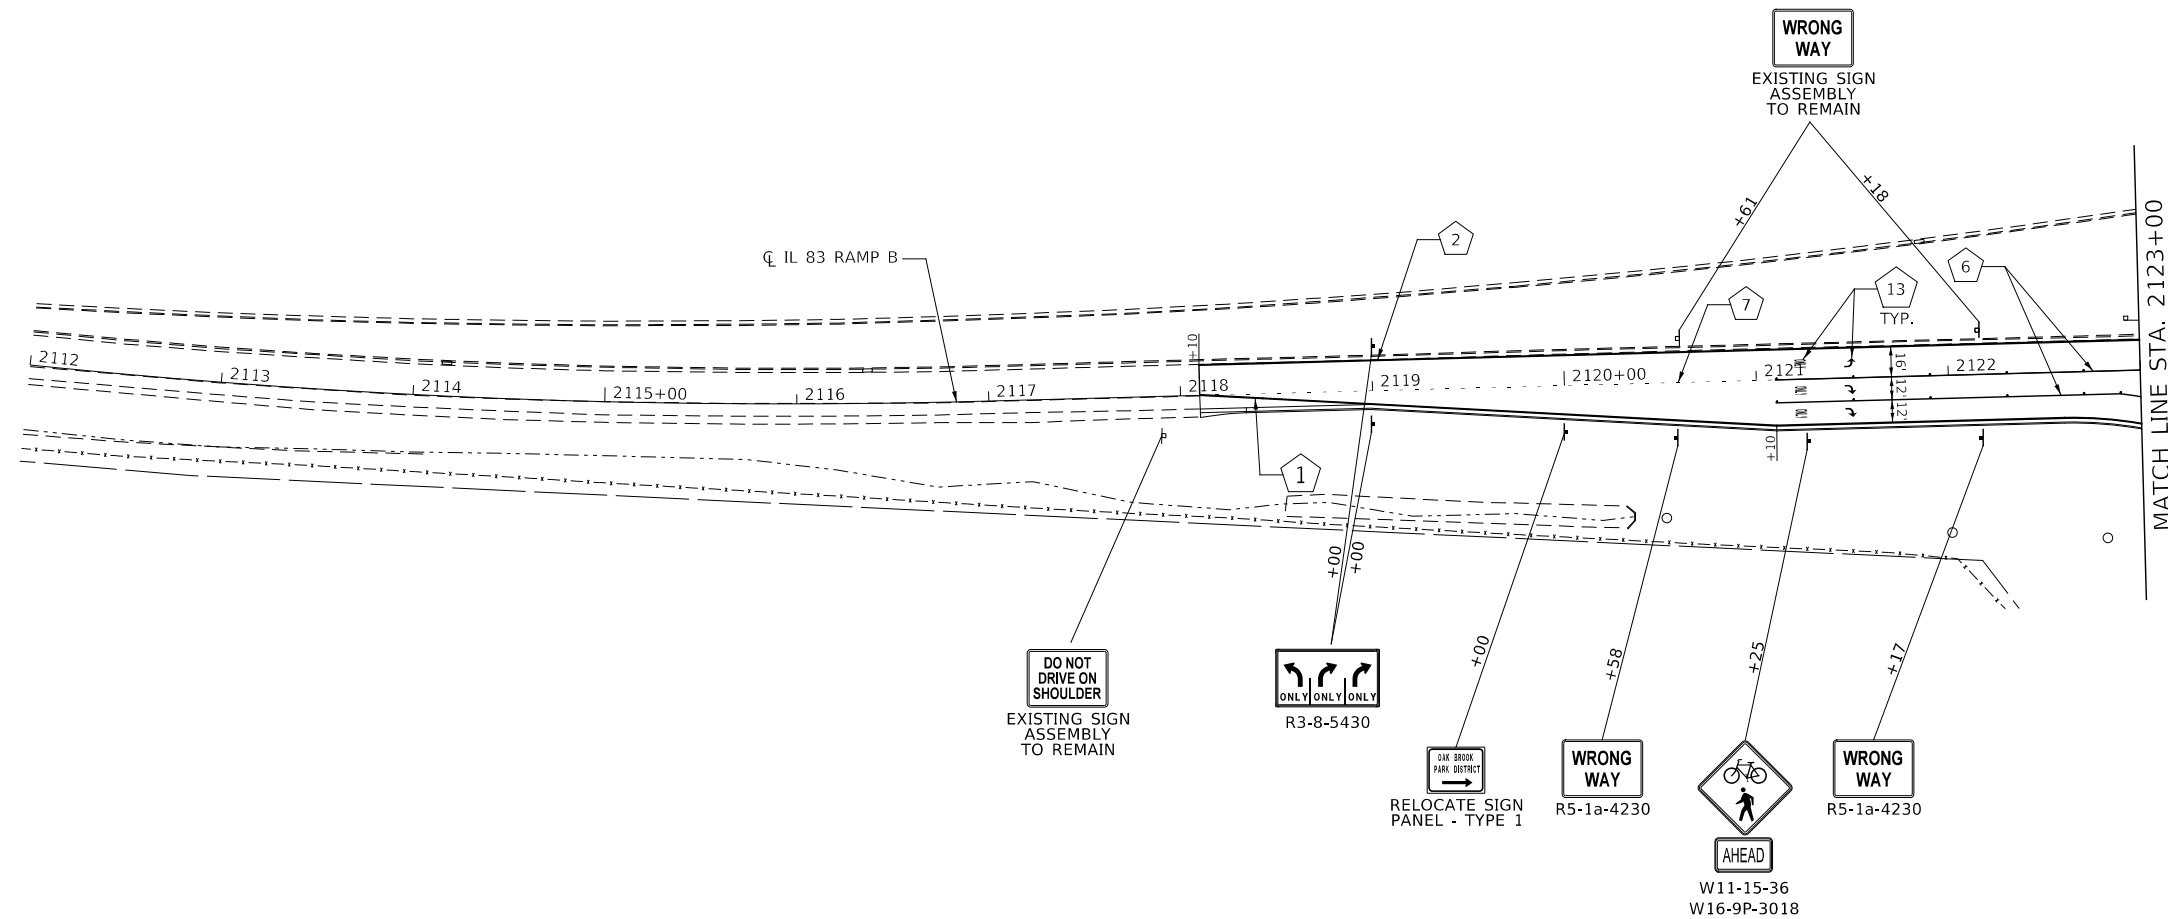 WRONG
WAY
EXISTING SIGN
ASSEMBLY
TO REMAIN
+61
+18
℄ IL 83 RAMP B
2
7
13
TYP.
6
MATCH LINE STA. 2123+00
+10
2112
2113
2114
2115+00
2116
2117
2118
2119
2120+00
2121
2122
16'
12'
12'
ONLY
ONLY
ONLY
+10
1
+00
+00
+00
+58
+25
+17
DO NOT
DRIVE ON
SHOULDER
EXISTING SIGN
ASSEMBLY
TO REMAIN
ONLY ONLY ONLY
R3-8-5430
OAK BROOK
PARK DISTRICT
RELOCATE SIGN
PANEL - TYPE 1
WRONG
WAY
R5-1a-4230
AHEAD
W11-15-36
W16-9P-3018
WRONG
WAY
R5-1a-4230